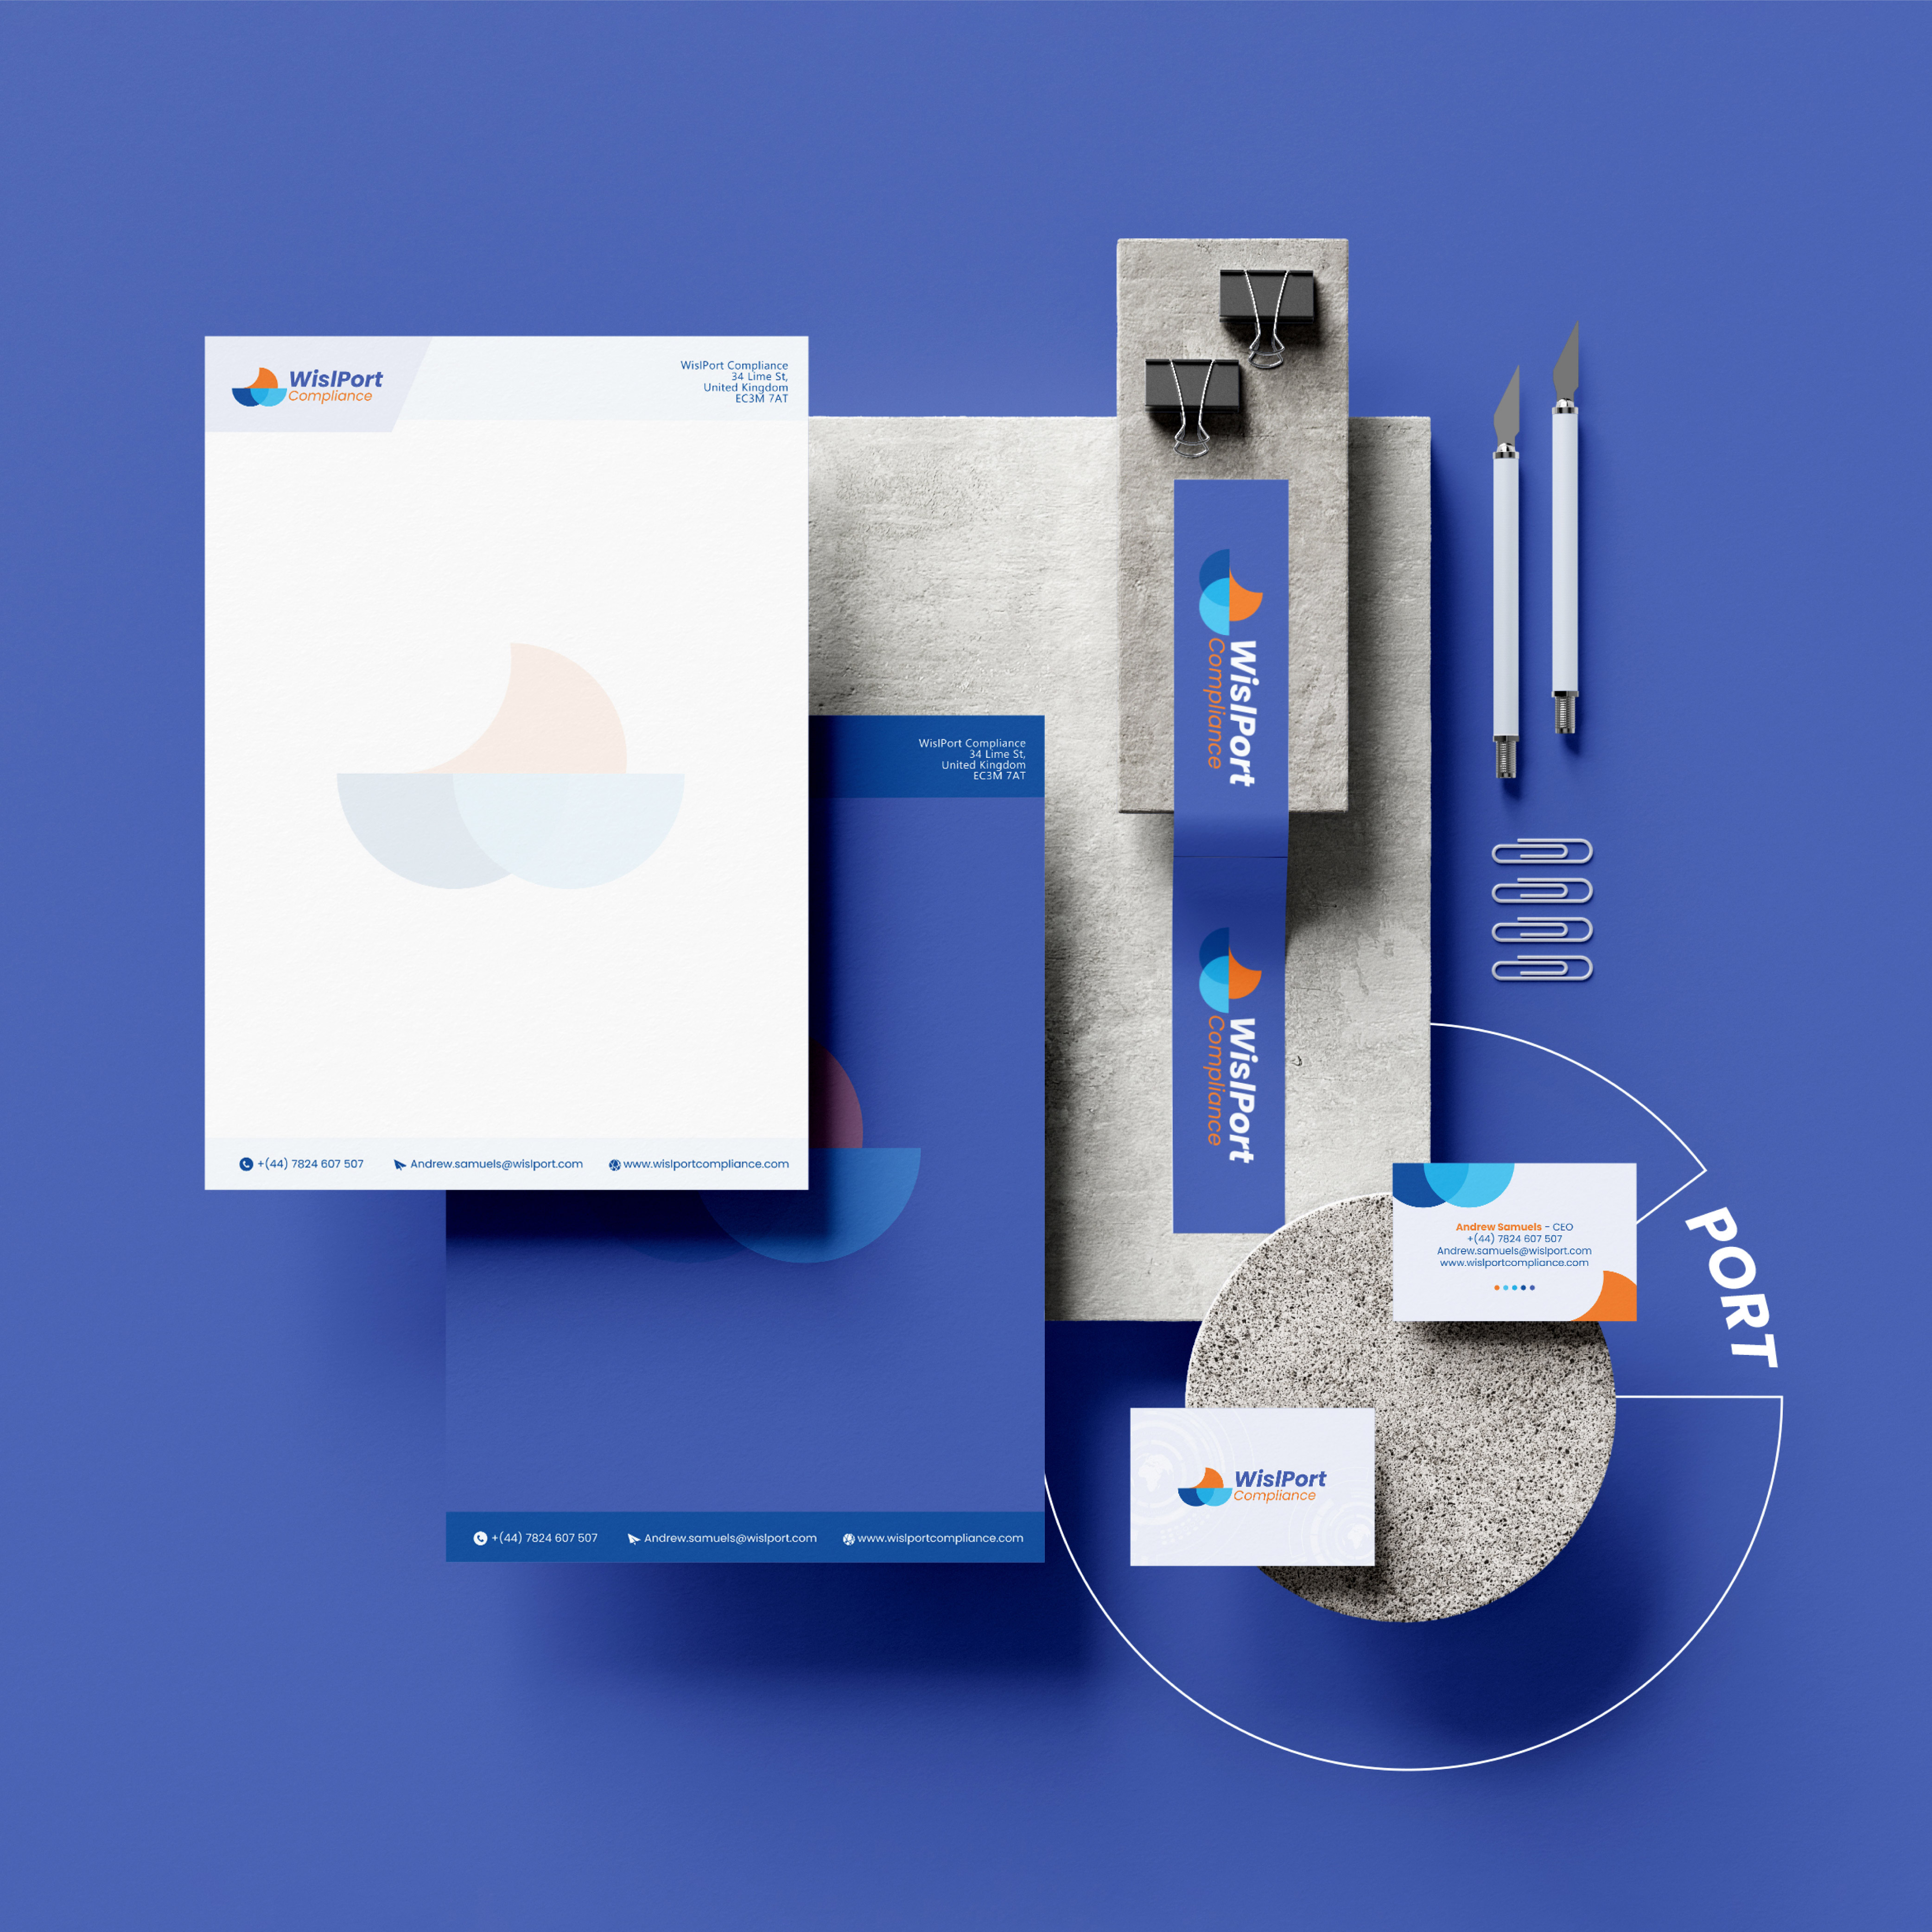 WislPort
Compliance
WislPort Compliance
34 Lime St,
United Kingdom
EC3M 7AT
+(44) 7824 607 507
Andrew.samuels@wislport.com
www.wislportcompliance.com
WislPort Compliance
34 Lime St,
United Kingdom
EC3M 7AT
+(44) 7824 607 507
Andrew.samuels@wislport.com
www.wislportcompliance.com
WislPort
Compliance
WislPort
Compliance
Andrew Samuels - CEO
+(44) 7824 607 507
Andrew.samuels@wislport.com
www.wislportcompliance.com
PORT
WislPort
Compliance